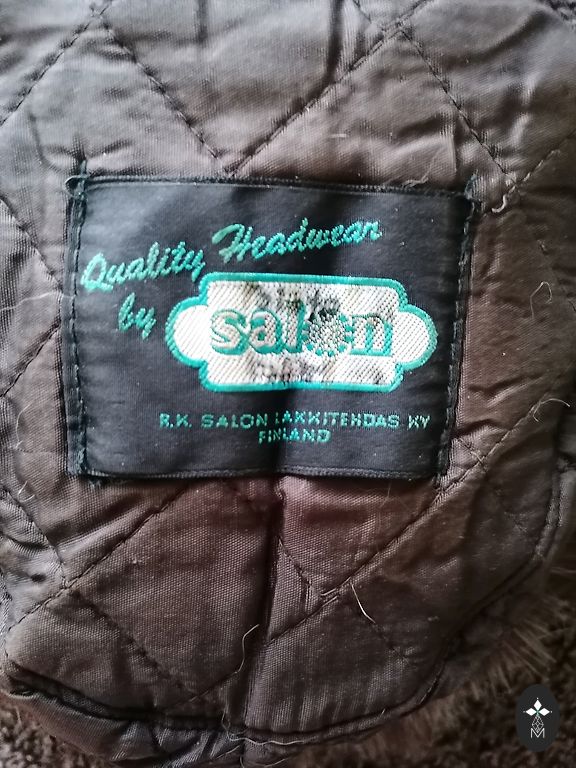 Quality Headwear
by
salon
R.K. SALON LAKKITEHDAS KY
FINLAND
M